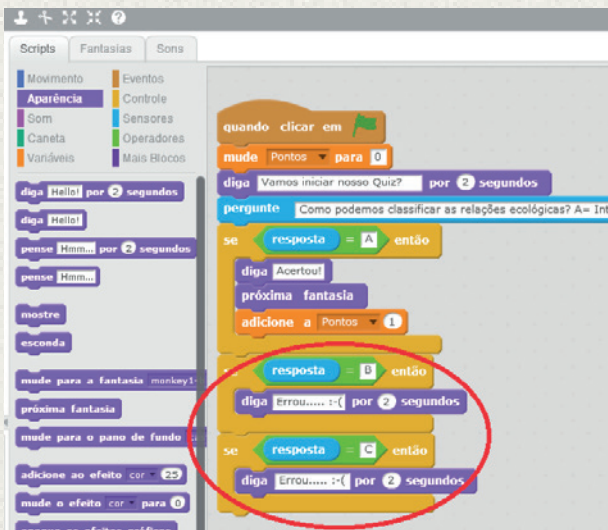 Scripts Fantasias Sons
Movimento Eventos
Aparência Controle
Som Sensores
Caneta Operadores
Variáveis Mais Blocos
diga Hello! por 2 segundos
diga Hello!
pense Hmm... por 2 segundos
pense Hmm...
mostre
esconda
mude para a fantasia monkey1-
próxima fantasia
mude para o pano de fundo
adicione ao efeito cor 25
mude o efeito cor para 0
quando clicar em
mude Pontos para 0
diga Vamos iniciar nosso Quiz? por 2 segundos
pergunte Como podemos classificar as relações ecológicas? A= Int
se resposta = A então
diga Acertou!
próxima fantasia
adicione a Pontos 1
se resposta = B então
diga Errou..... :-( por 2 segundos
se resposta = C então
diga Errou..... :-( por 2 segundos